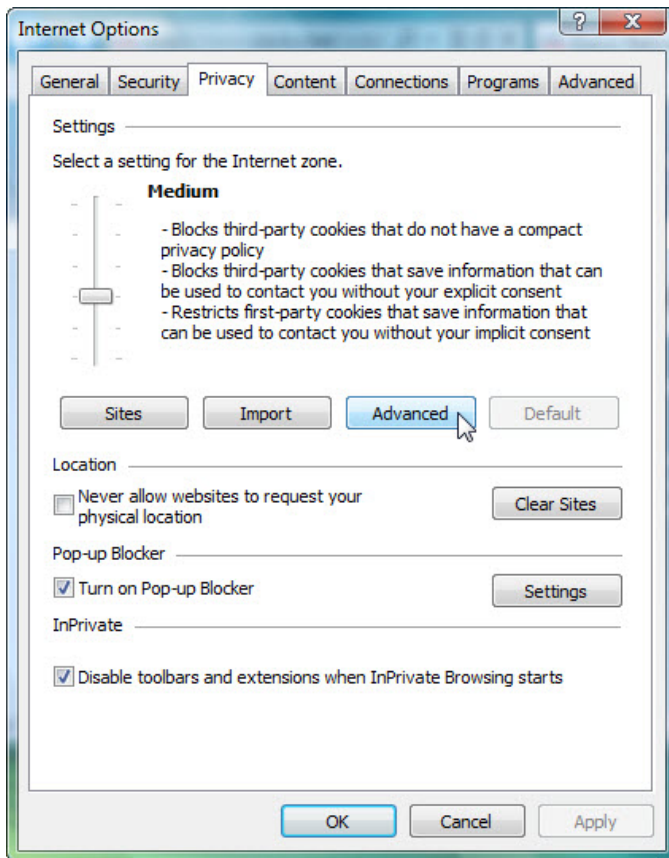 Internet Options
General Security Privacy Content Connections Programs Advanced
Settings
Select a setting for the Internet zone.
Medium
- Blocks third-party cookies that do not have a compact
privacy policy
- Blocks third-party cookies that save information that can
be used to contact you without your explicit consent
- Restricts first-party cookies that save information that
can be used to contact you without your implicit consent
Sites Import Advanced Default
Location
Never allow websites to request your
physical location
Clear Sites
Pop-up Blocker
Turn on Pop-up Blocker
Settings
InPrivate
Disable toolbars and extensions when InPrivate Browsing starts
OK Cancel Apply